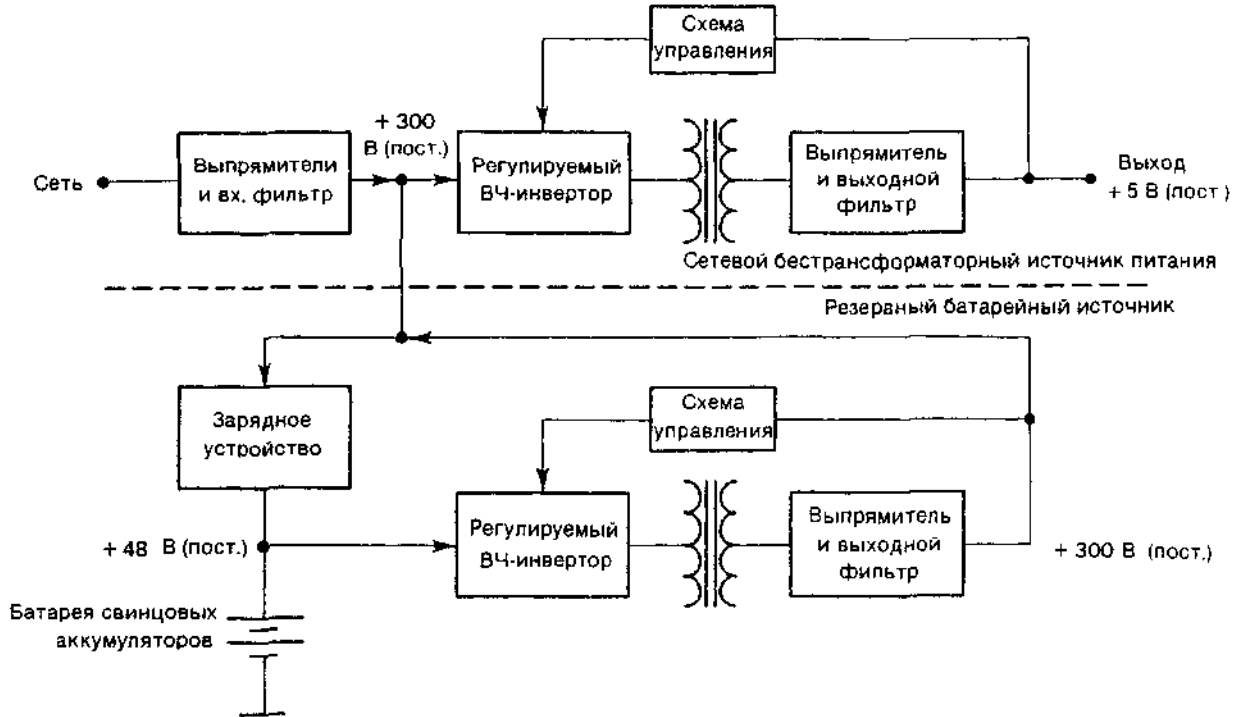 Схема
управления
+ 300
В (пост.)
Выпрямители
и вх. фильтр
Регулируемый
ВЧ-инвертор
Выпрямитель
и выходной
фильтр
Сеть
Выход
+ 5 В (пост.)
Сетевой бестрансформаторный источник питания
Резервный батарейный источник
Зарядное
устройство
Схема
управления
+ 48 В (пост.)
Регулируемый
ВЧ-инвертор
Выпрямитель
и выходной
фильтр
+ 300 В (пост.)
Батарея свинцовых
аккумуляторов